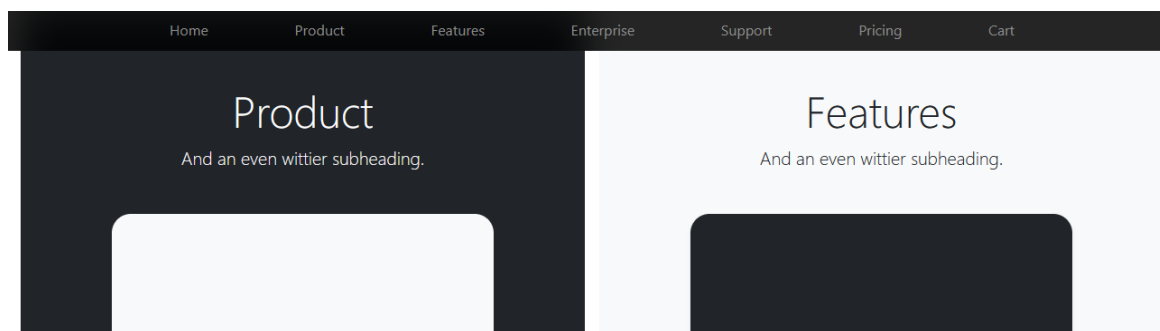 Home Product Features Enterprise Support Pricing Cart
Product
And an even wittier subheading.
Features
And an even wittier subheading.